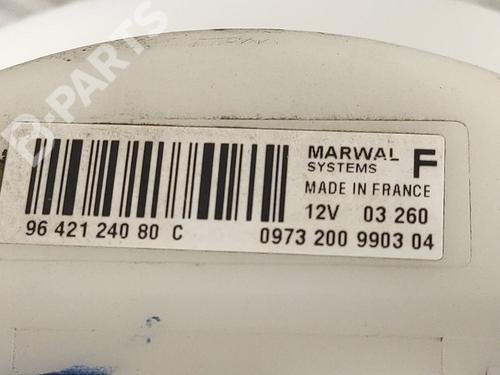 B-PARTS
MARWAL F
SYSTEMS
MADE IN FRANCE
12V 03 260
96 421 240 80 C 0973 200 9903 04